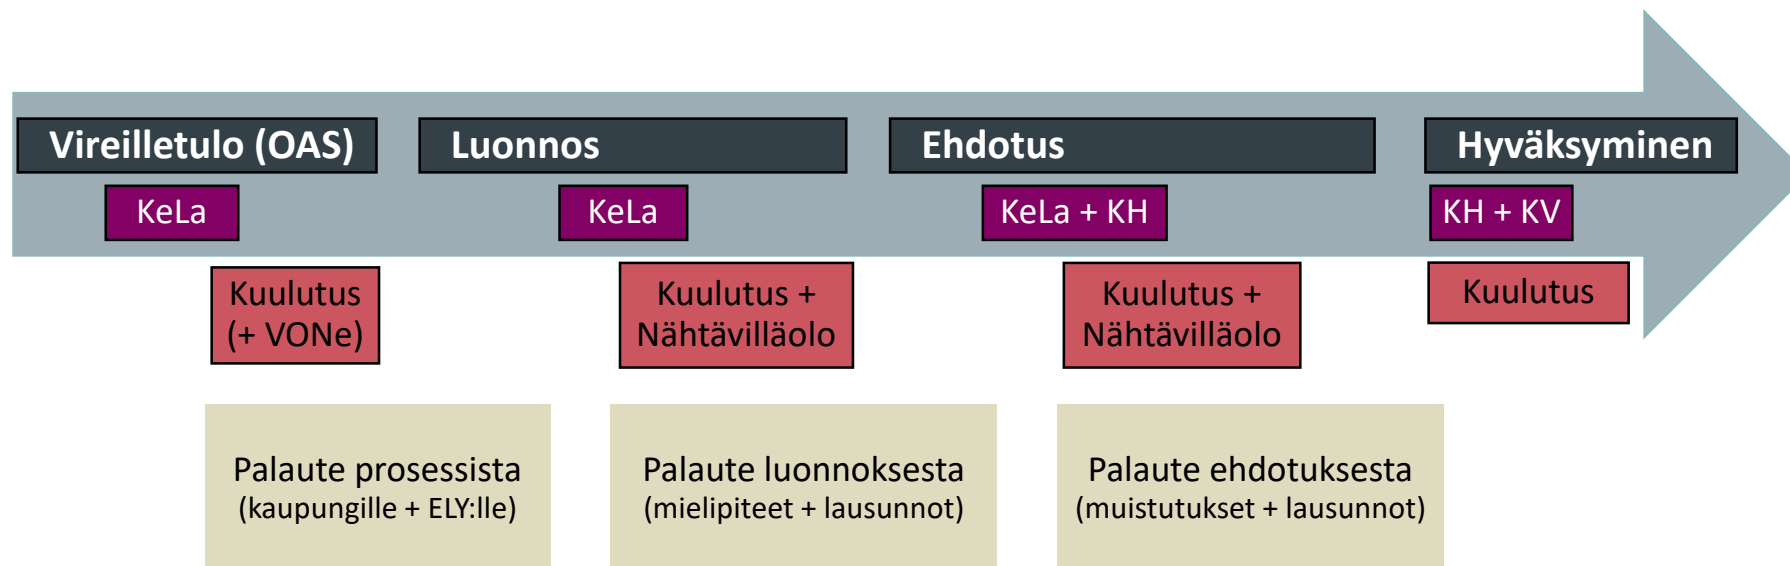 Vireilletulo (OAS)
Luonnos
Ehdotus
Hyväksyminen
KeLa
KeLa
KeLa + KH
KH + KV
Kuulutus
(+ VONe)
Kuulutus +
Nähtävilläolo
Kuulutus +
Nähtävilläolo
Kuulutus
Palaute prosessista
(kaupungille + ELY:lle)
Palaute luonnoksesta
(mielipiteet + lausunnot)
Palaute ehdotuksesta
(muistutukset + lausunnot)